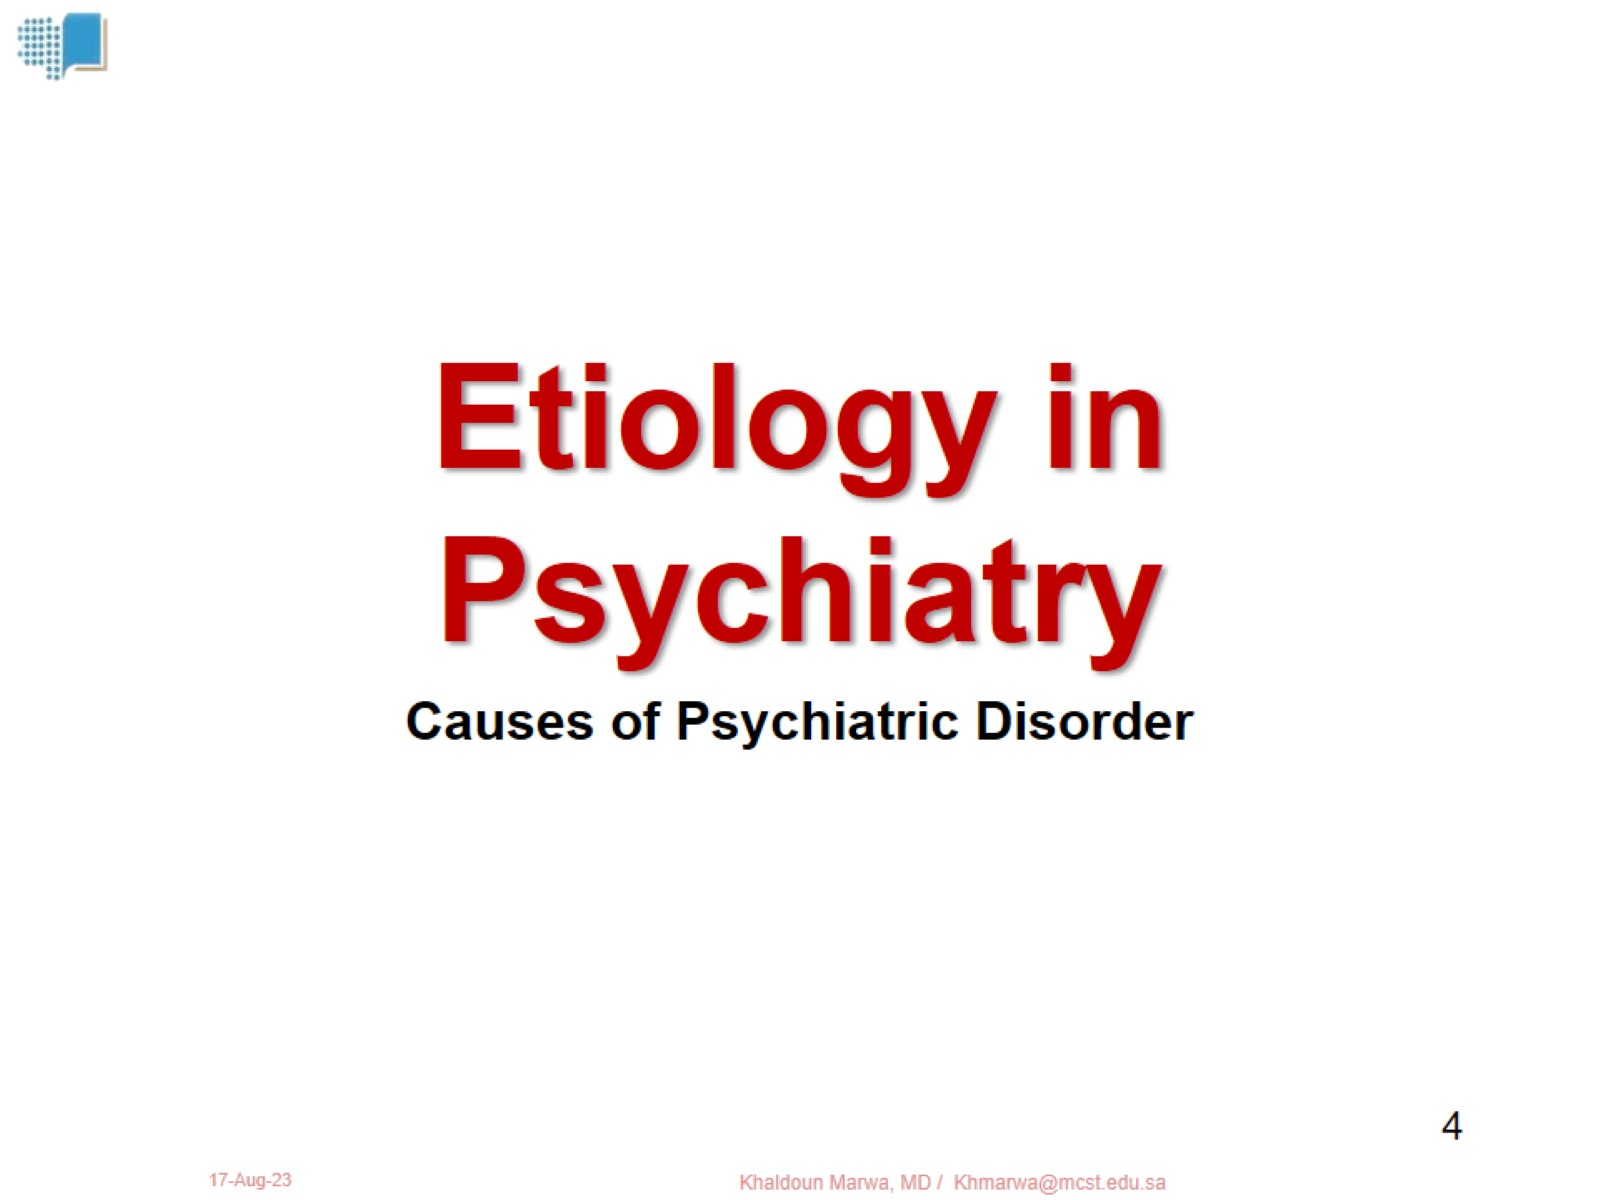 Etiology in
Psychiatry
Causes of Psychiatric Disorder
4
17-Aug-23
Khaldoun Marwa, MD / Khmarwa@mcst.edu.sa